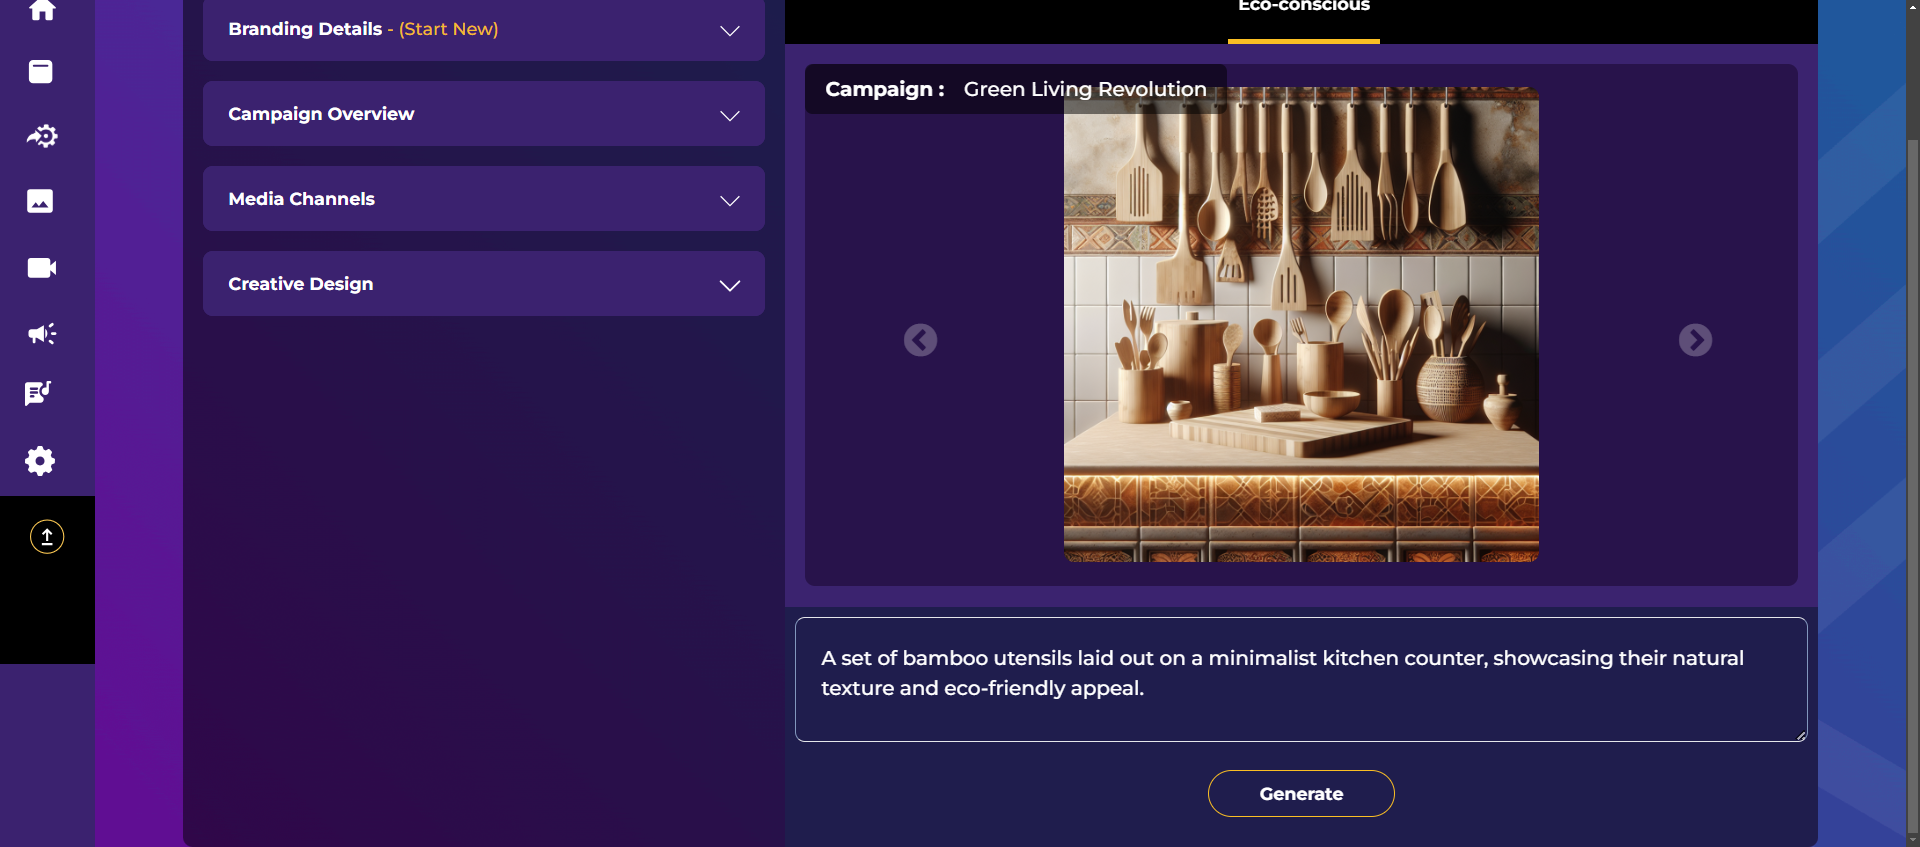 Branding Details - (Start New)
Campaign Overview
Media Channels
Creative Design
Eco-conscious
Campaign : Green Living Revolution
A set of bamboo utensils laid out on a minimalist kitchen counter, showcasing their natural
texture and eco-friendly appeal.
Generate